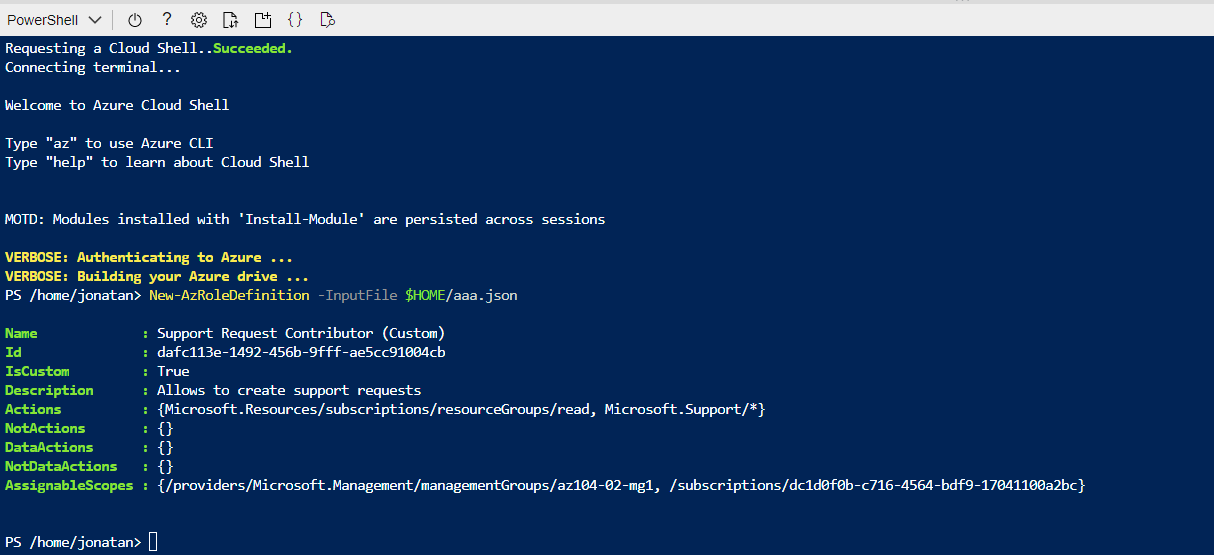 PowerShell
Requesting a Cloud Shell..Succeeded.
Connecting terminal...
Welcome to Azure Cloud Shell
Type "az" to use Azure CLI
Type "help" to learn about Cloud Shell
MOTD: Modules installed with 'Install-Module' are persisted across sessions
VERBOSE: Authenticating to Azure ...
VERBOSE: Building your Azure drive ...
PS /home/jonatan> New-AzRoleDefinition -InputFile $HOME/aaa.json
Name : Support Request Contributor (Custom)
Id : dafc113e-1492-456b-9fff-ae5cc91004cb
IsCustom : True
Description : Allows to create support requests
Actions : {Microsoft.Resources/subscriptions/resourceGroups/read, Microsoft.Support/*}
NotActions : {}
DataActions : {}
NotDataActions : {}
AssignableScopes : {/providers/Microsoft.Management/managementGroups/az104-02-mg1, /subscriptions/dc1d0f0b-c716-4564-bdf9-17041100a2bc}
PS /home/jonatan>